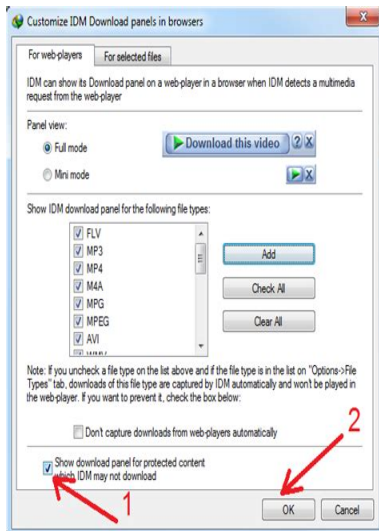 Customize IDM Download panels in browsers
X
For web-players
For selected files
IDM can show its Download panel on a web-player in a browser when IDM detects a multimedia
request from the web-player
Panel view:
Full mode
Download this video ? X
Mini mode
X
Show IDM download panel for the following file types:
FLV
MP3
MP4
M4A
MPG
MPEG
AVI
WMV
Add
Check All
Clear All
Note: If you uncheck a file type on the list above and if the file type is in the list on "Options->File
Types" tab, downloads of this file type are captured by IDM automatically and won't be played in
the web-player. If you want to prevent it, check the box below:
Don't capture downloads from web-players automatically
2
Show download panel for protected content
which IDM may not download
1
OK
Cancel